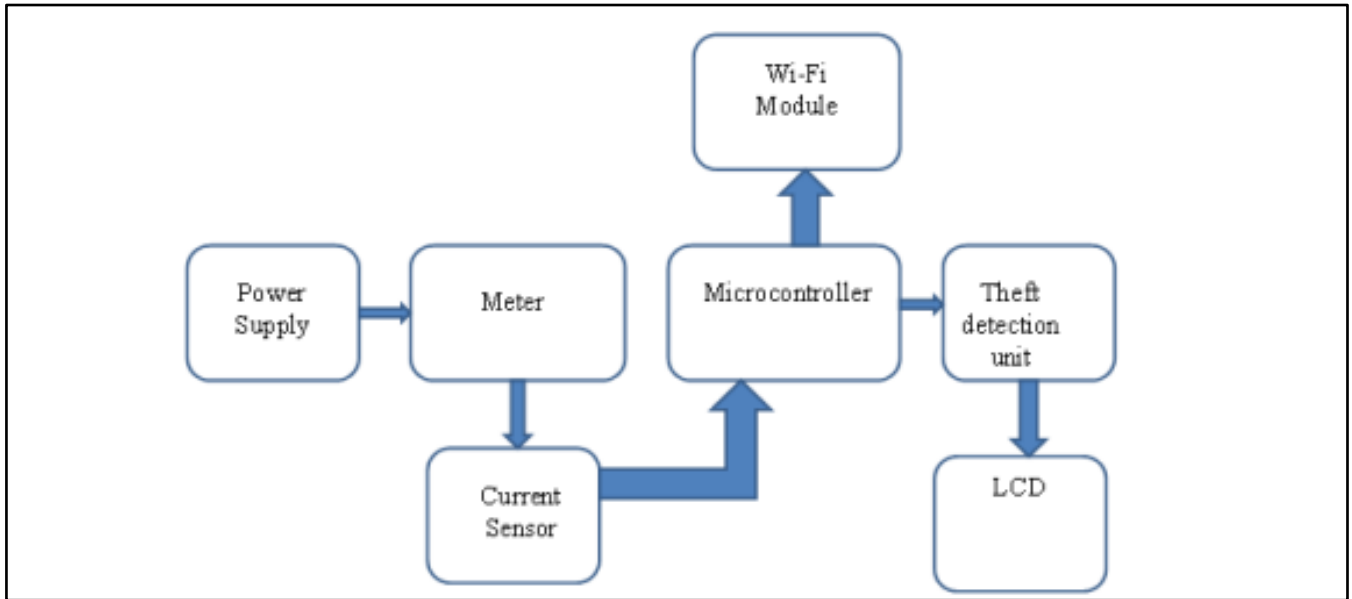 Wi-Fi
Module
Power
Supply
Meter
Microcontroller
Theft
detection
unit
Current
Sensor
LCD